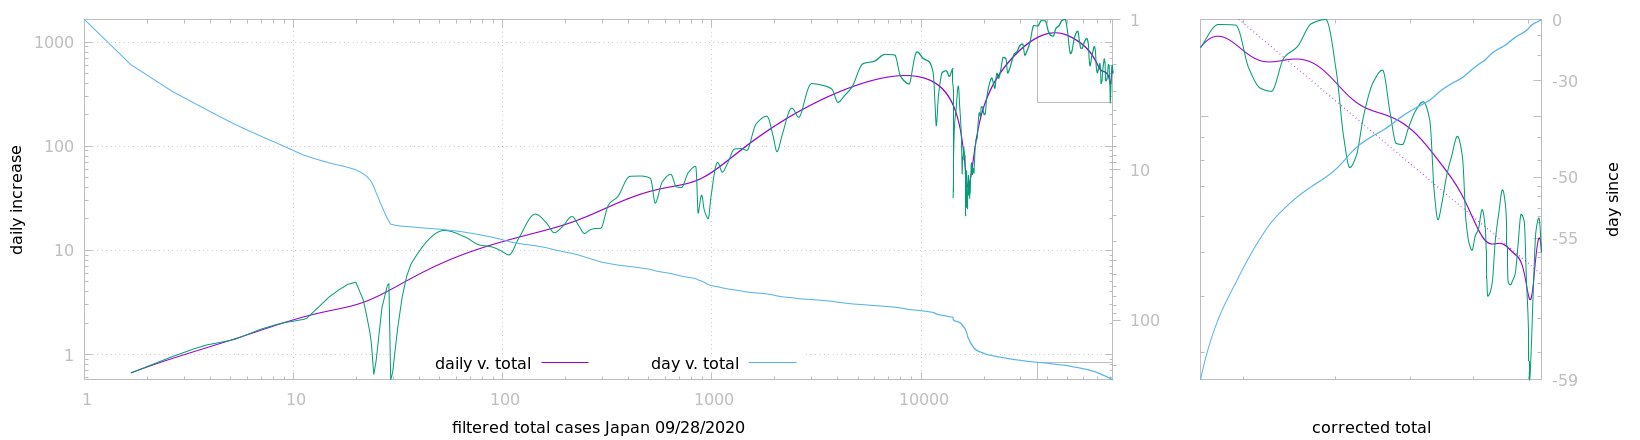 1000
100
10
1
daily increase
1
10
100
1000
10000
filtered total cases Japan 09/28/2020
daily v. total
day v. total
1
10
100
0
-30
-50
-55
-59
day since
corrected total